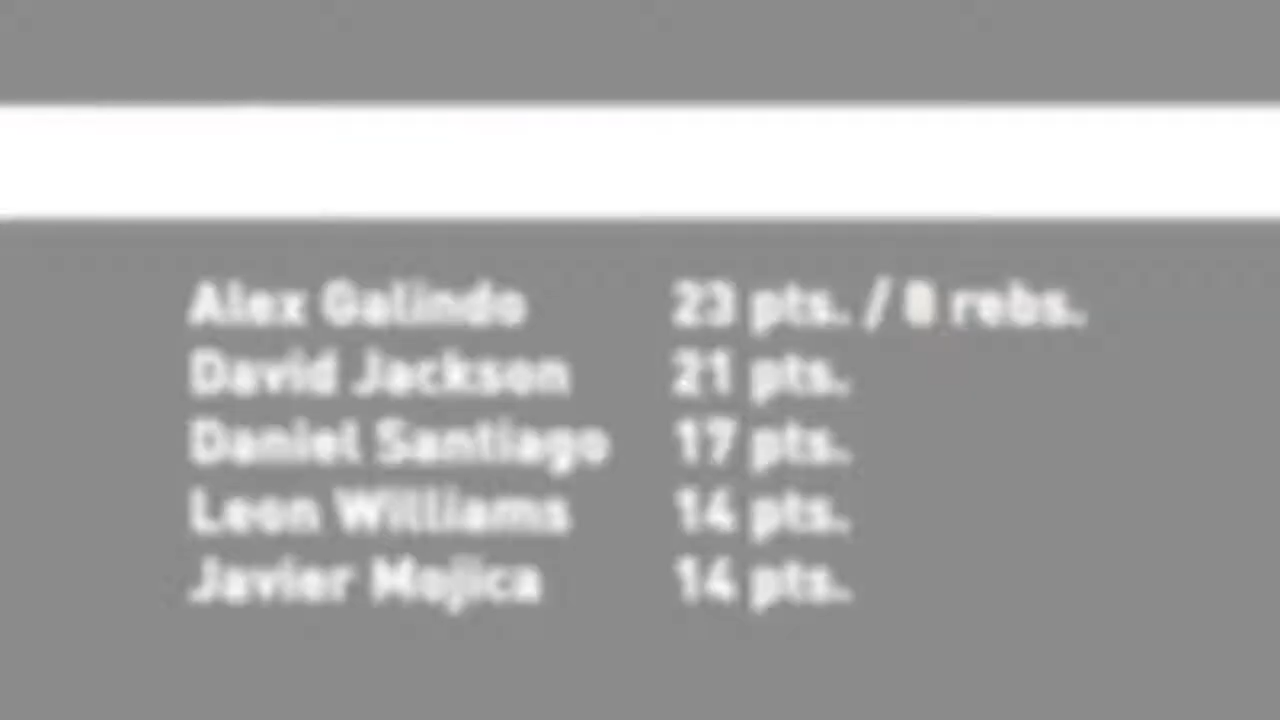 Alex Galindo 23 pts. / 8 rebs.
David Jackson 21 pts.
Daniel Santiago 17 pts.
Leon Williams 14 pts.
Javier Mojica 14 pts.